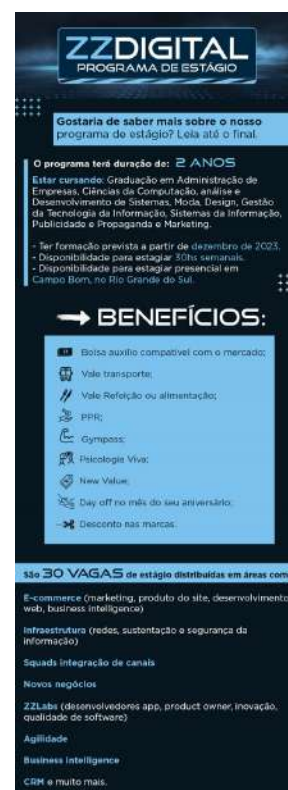 ZZDIGITAL
PROGRAMA DE ESTÁGIO
Gostaria de saber mais sobre o nosso
programa de estágio? Leia até o final.
O programa terá duração de: 2 ANOS
Estar cursando: Graduação em Administração de
Empresas, Ciências da Computação, análise e
Desenvolvimento de Sistemas, Moda, Design, Gestão
da Tecnologia da Informação, Sistemas da Informação,
Publicidade e Propaganda e Marketing.
- Ter formação prevista a partir de dezembro de 2023.
- Disponibilidade para estagiar 30hs semanais.
- Disponibilidade para estagiar presencial em
Campo Bom, no Rio Grande do Sul.
BENEFÍCIOS:
Bolsa auxílio compatível com o mercado;
Vale transporte;
Vale Refeição ou alimentação;
PPR;
Gympass;
Psicologia Viva;
New Value;
Day off no mês do seu aniversário;
Desconto nas marcas.
São 30 VAGAS de estágio distribuídas em áreas com
E-commerce (marketing, produto do site, desenvolvimento
web, business intelligence)
Infraestrutura (redes, sustentação e segurança da
informação)
Squads integração de canais
Novos negócios
ZZLabs (desenvolvedores app, product owner, inovação,
qualidade de software)
Agilidade
Business intelligence
CRM e muito mais.